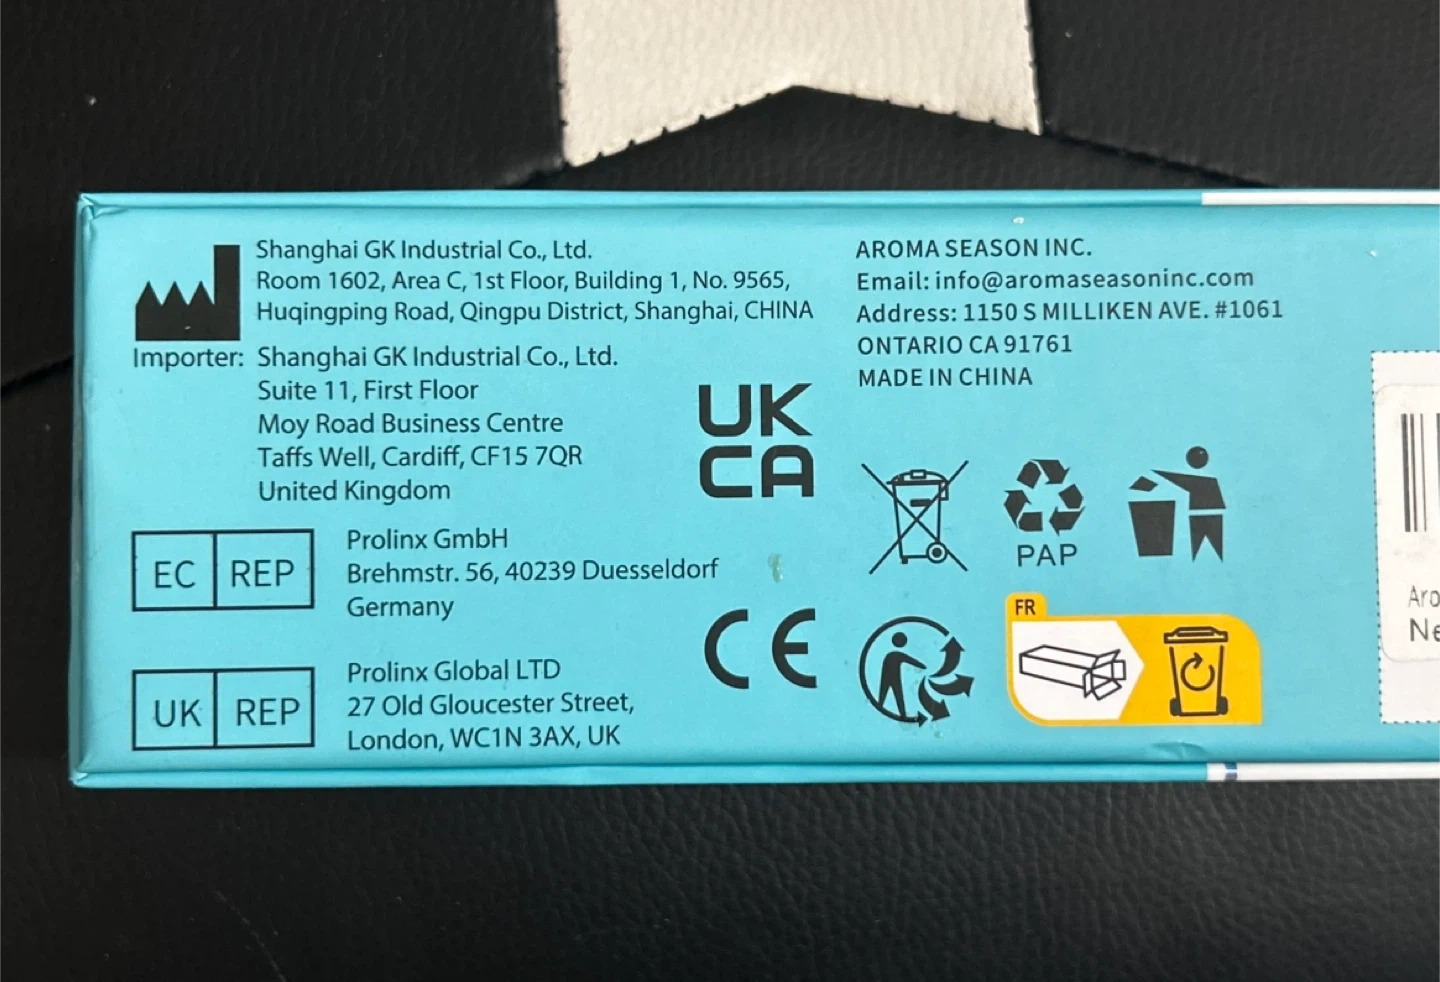 Shanghai GK Industrial Co., Ltd.
Room 1602, Area C, 1st Floor, Building 1, No. 9565,
Huqingping Road, Qingpu District, Shanghai, CHINA
Importer: Shanghai GK Industrial Co., Ltd.
Suite 11, First Floor
Moy Road Business Centre
Taffs Well, Cardiff, CF15 7QR
United Kingdom
EC REP
Prolinx GmbH
Brehmstr. 56, 40239 Duesseldorf
Germany
UK REP
Prolinx Global LTD
27 Old Gloucester Street,
London, WC1N 3AX, UK
UK
CA
CE
AROMA SEASON INC.
Email: info@aromaseasoninc.com
Address: 1150 S MILLIKEN AVE. #1061
ONTARIO CA 91761
MADE IN CHINA
PAP
FR
Aro
Ne